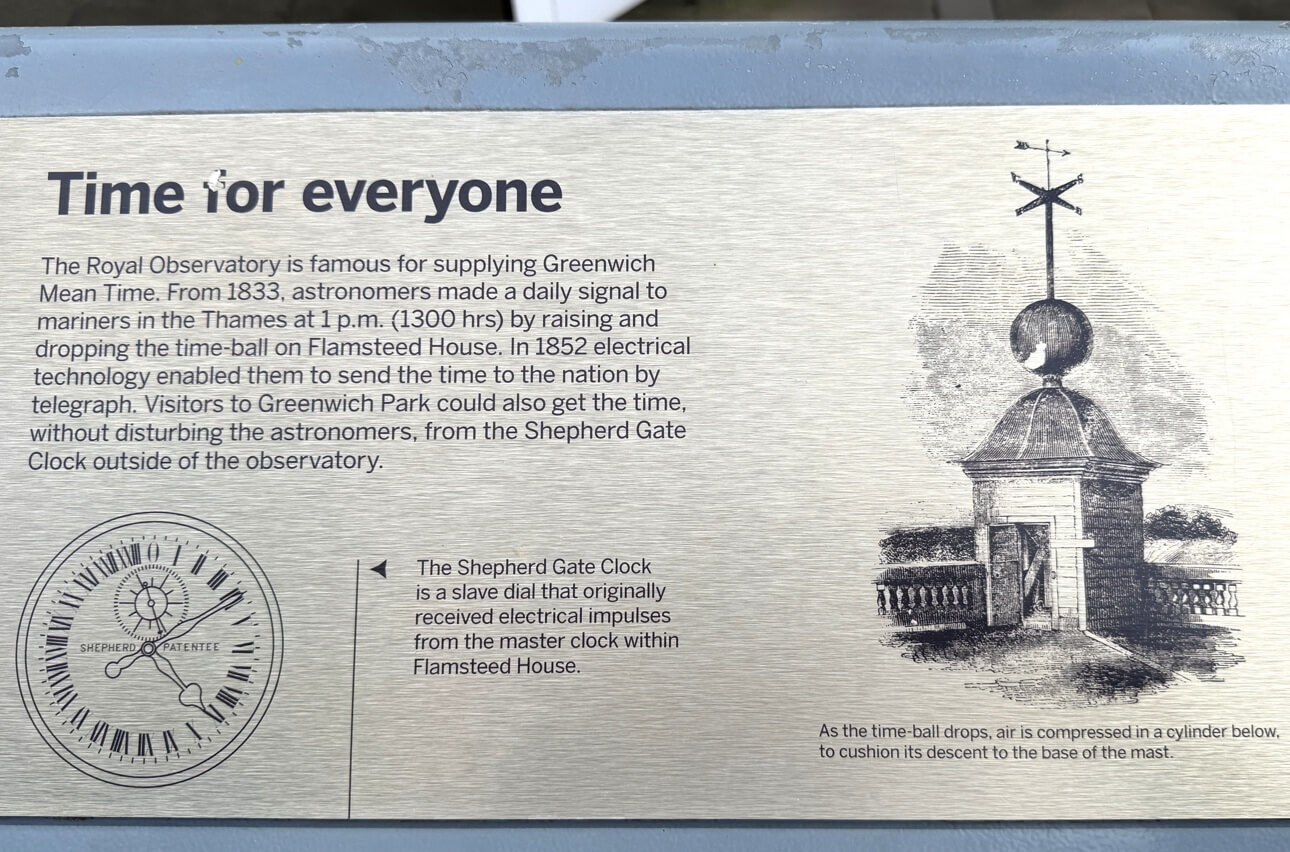 Time for everyone
The Royal Observatory is famous for supplying Greenwich
Mean Time. From 1833, astronomers made a daily signal to
mariners in the Thames at 1 p.m. (1300 hrs) by raising and
dropping the time-ball on Flamsteed House. In 1852 electrical
technology enabled them to send the time to the nation by
telegraph. Visitors to Greenwich Park could also get the time,
without disturbing the astronomers, from the Shepherd Gate
Clock outside of the observatory.
SHEPHERD PATENTEE
The Shepherd Gate Clock
is a slave dial that originally
received electrical impulses
from the master clock within
Flamsteed House.
As the time-ball drops, air is compressed in a cylinder below,
to cushion its descent to the base of the mast.